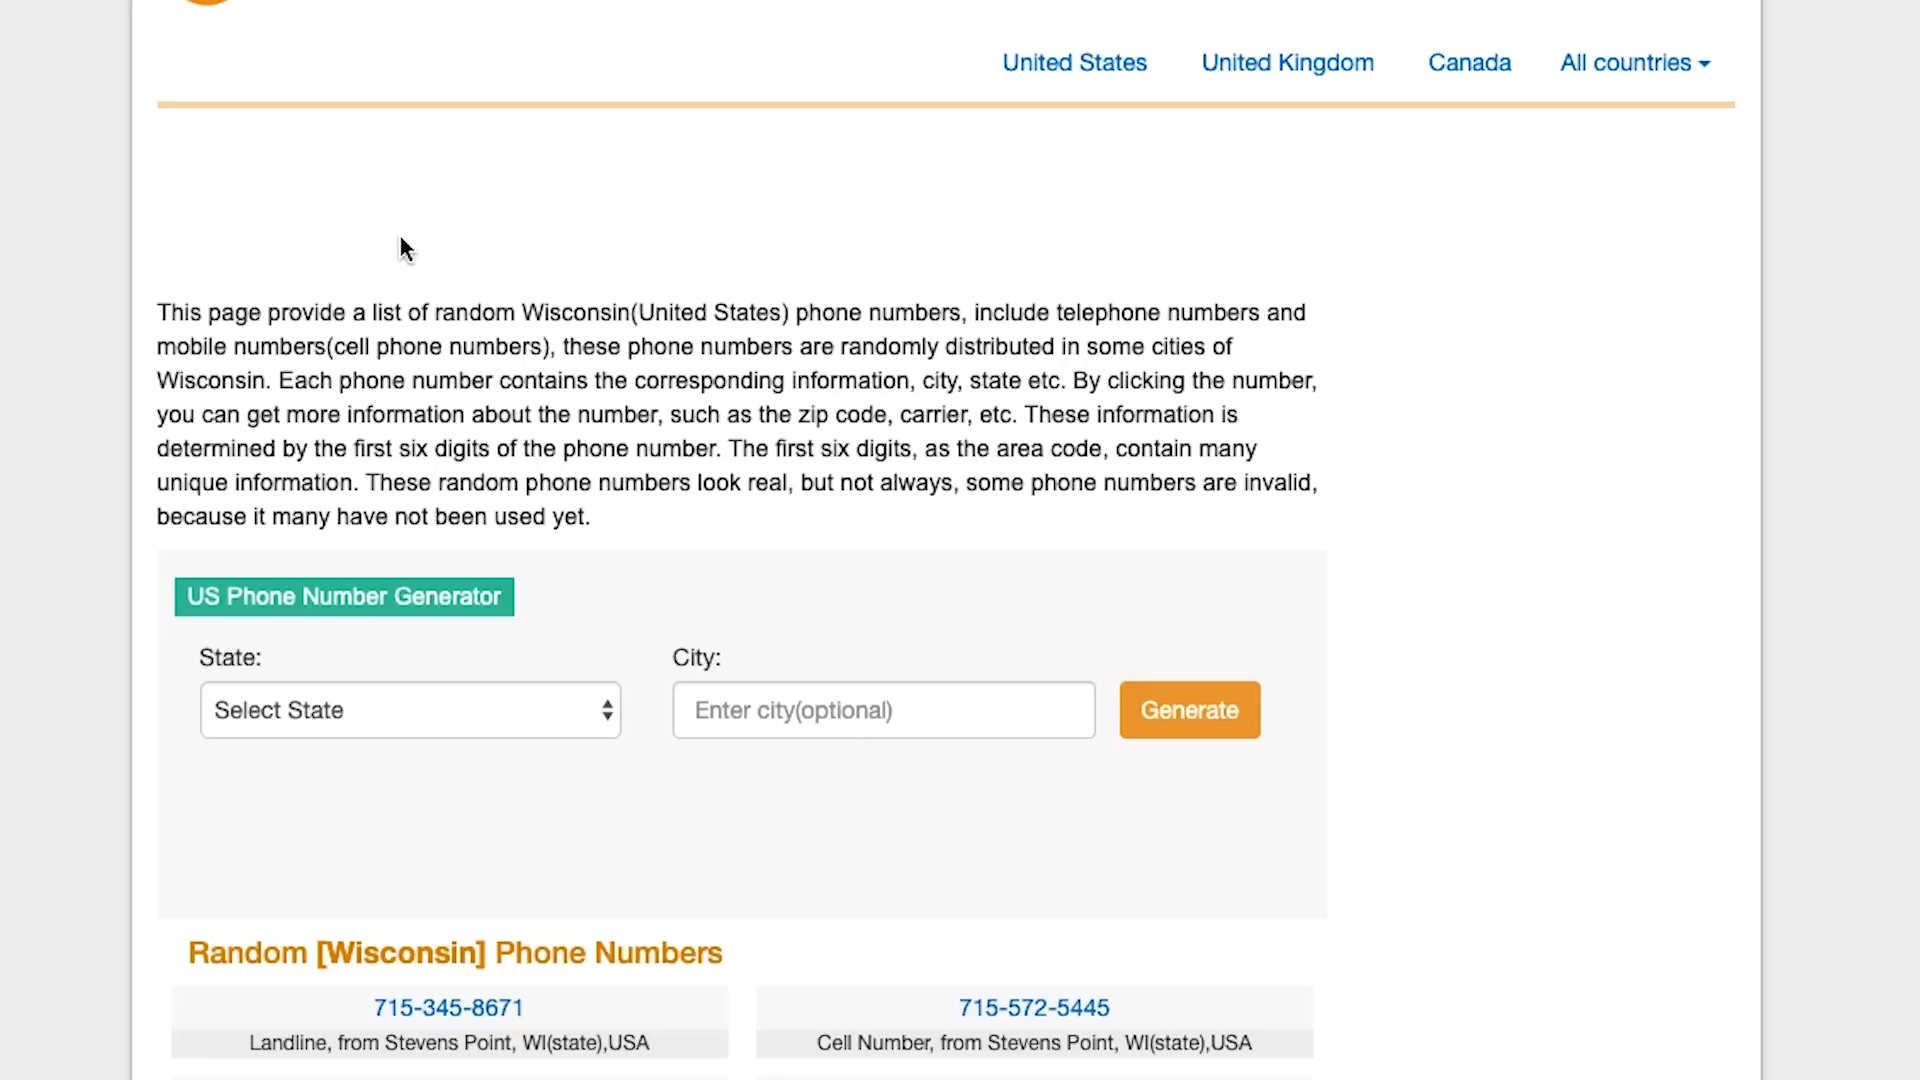 United States United Kingdom Canada All countries
This page provide a list of random Wisconsin(United States) phone numbers, include telephone numbers and
mobile numbers(cell phone numbers), these phone numbers are randomly distributed in some cities of
Wisconsin. Each phone number contains the corresponding information, city, state etc. By clicking the number,
you can get more information about the number, such as the zip code, carrier, etc. These information is
determined by the first six digits of the phone number. The first six digits, as the area code, contain many
unique information. These random phone numbers look real, but not always, some phone numbers are invalid,
because it many have not been used yet.
US Phone Number Generator
State: City:
Select State Enter city(optional) Generate
Random [Wisconsin] Phone Numbers
715-345-8671 715-572-5445
Landline, from Stevens Point, WI(state),USA Cell Number, from Stevens Point, WI(state),USA